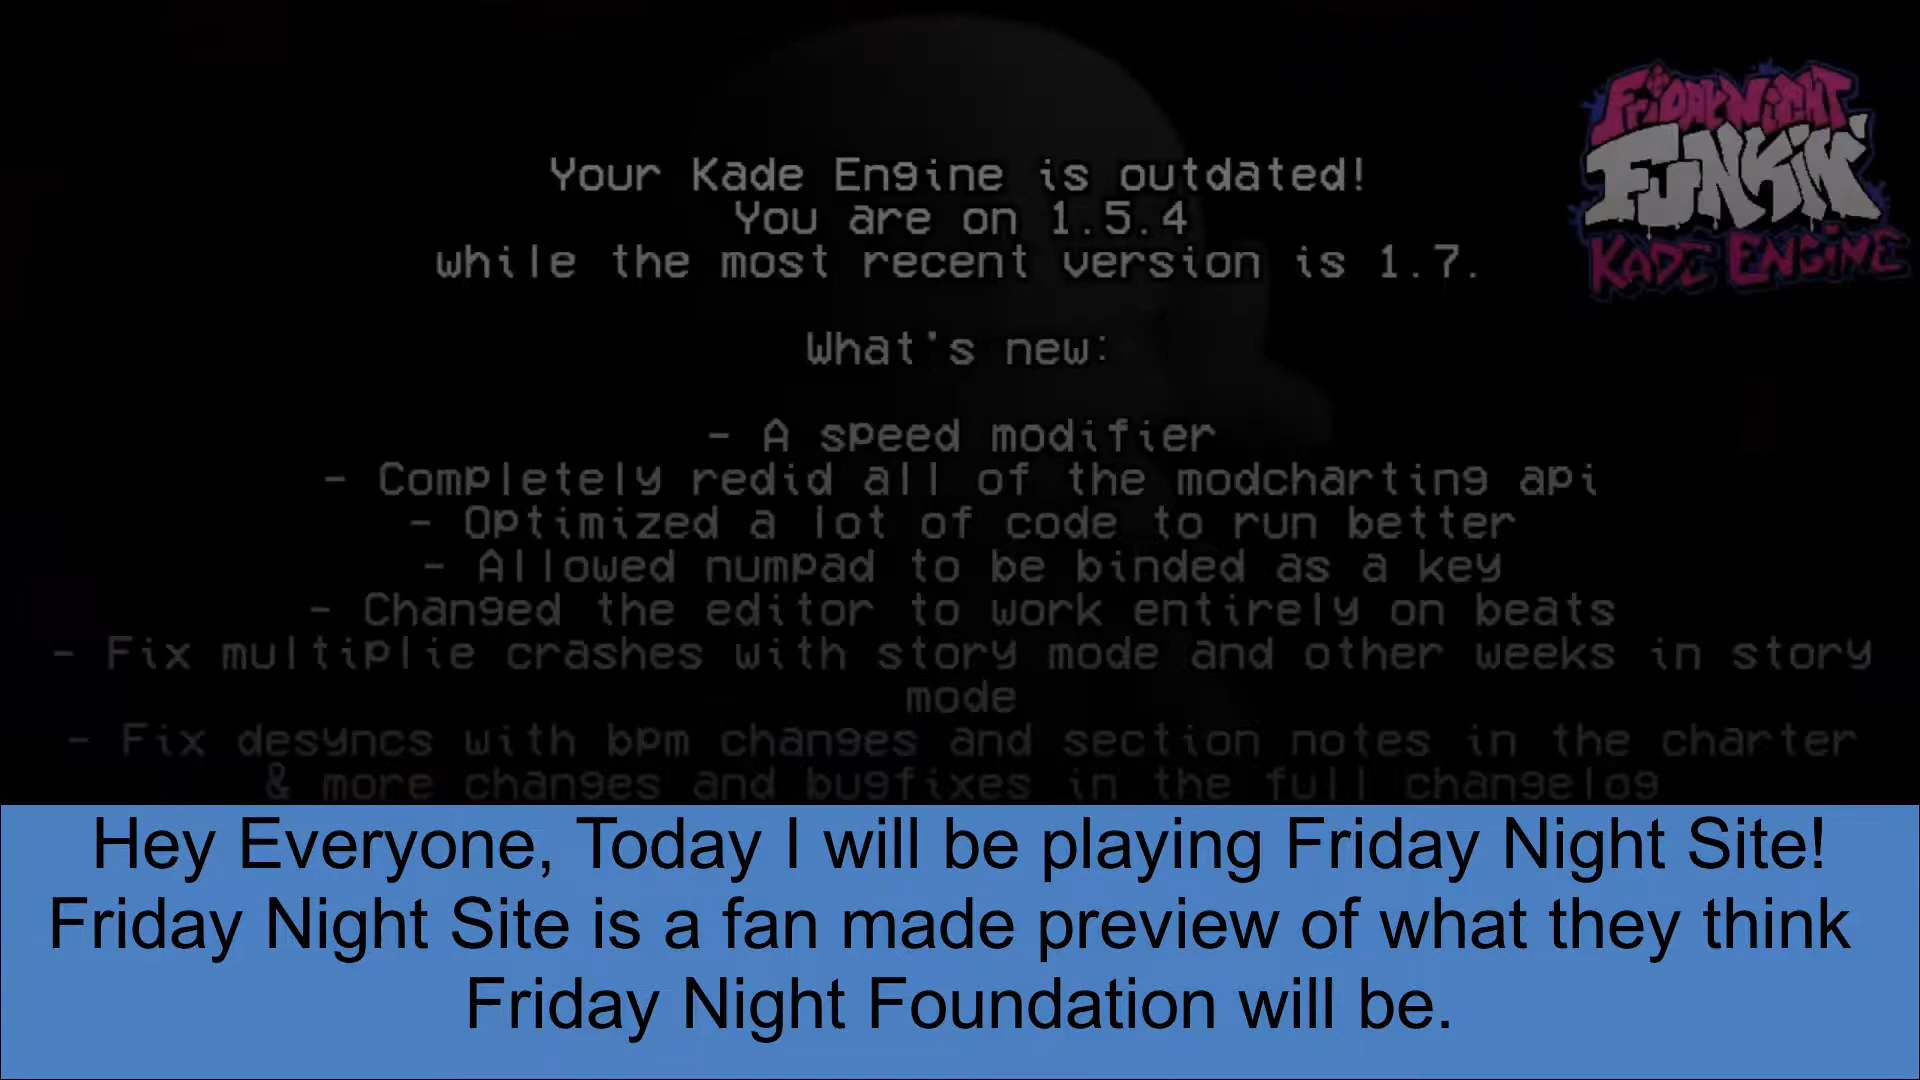 FRIDAY NIGHT
FUNKIN'
KADE ENGINE
Your Kade Engine is outdated!
You are on 1.5.4
while the most recent version is 1.7.
What's new:
- A speed modifier
- Completely redid all of the modcharting api
- Optimized a lot of code to run better
- Allowed numpad to be binded as a key
- Changed the editor to work entirely on beats
- Fix multiplie crashes with story mode and other weeks in story
mode
- Fix desyncs with bpm changes and section notes in the charter
& more changes and bugfixes in the full changelog
Hey Everyone, Today I will be playing Friday Night Site!
Friday Night Site is a fan made preview of what they think
Friday Night Foundation will be.